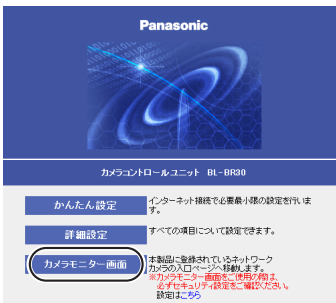 Panasonic
カメラコントロールユニット BL-BR30
かんたん設定
インターネット接続で必要最小限の設定を行いま
す。
詳細設定
すべての項目について設定できます。
カメラモニター画面
本製品に登録されているネットワーク
カメラの入口ページへ移動します。
※カメラモニター画面をご使用の際は、
必ずセキュリティ設定をご確認ください。
設定はこちら